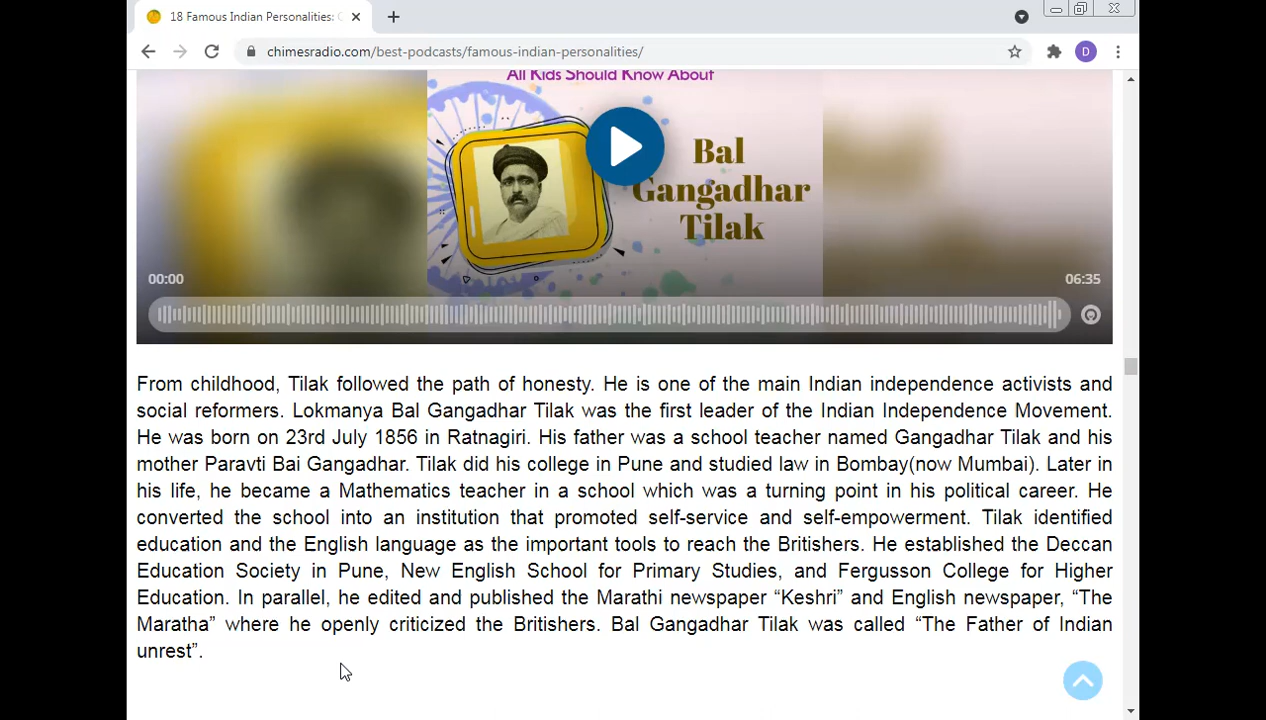 18 Famous Indian Personalities:
chimesradio.com/best-podcasts/famous-indian-personalities/
D
All Kids Should Know About
Bal
Gangadhar
Tilak
00:00
06:35
From childhood, Tilak followed the path of honesty. He is one of the main Indian independence activists and
social reformers. Lokmanya Bal Gangadhar Tilak was the first leader of the Indian Independence Movement.
He was born on 23rd July 1856 in Ratnagiri. His father was a school teacher named Gangadhar Tilak and his
mother Paravti Bai Gangadhar. Tilak did his college in Pune and studied law in Bombay(now Mumbai). Later in
his life, he became a Mathematics teacher in a school which was a turning point in his political career. He
converted the school into an institution that promoted self-service and self-empowerment. Tilak identified
education and the English language as the important tools to reach the Britishers. He established the Deccan
Education Society in Pune, New English School for Primary Studies, and Fergusson College for Higher
Education. In parallel, he edited and published the Marathi newspaper “Keshri” and English newspaper, “The
Maratha” where he openly criticized the Britishers. Bal Gangadhar Tilak was called “The Father of Indian
unrest”.